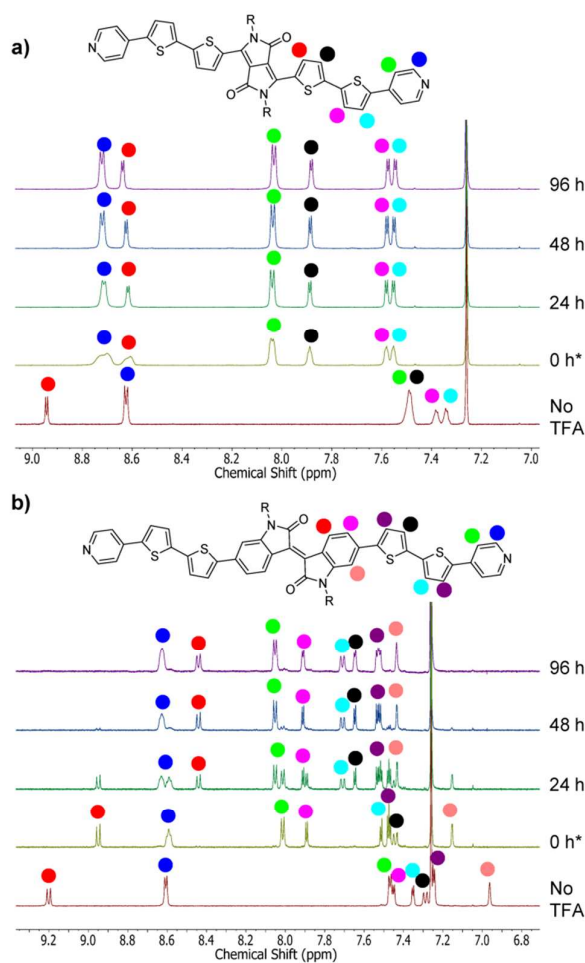 a)
R
N
O
N
S
S
S
S
N
O
N
R
96 h
48 h
24 h
0 h*
No
TFA
9.0 8.8 8.6 8.4 8.2 8.0 7.8 7.6 7.4 7.2 7.0
Chemical Shift (ppm)
b)
R
N
O
N
S
S
S
S
N
O
N
R
96 h
48 h
24 h
0 h*
No
TFA
9.2 9.0 8.8 8.6 8.4 8.2 8.0 7.8 7.6 7.4 7.2 7.0 6.8
Chemical Shift (ppm)